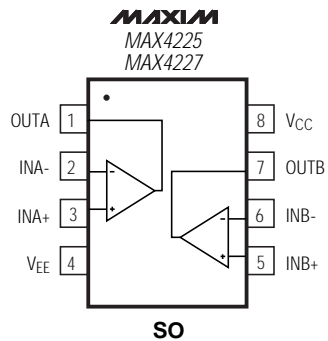 MAXIM
MAX4225
MAX4227
OUTA 1
8 VCC
INA- 2
7 OUTB
INA+ 3
6 INB-
VEE 4
5 INB+
-
+
-
+
SO